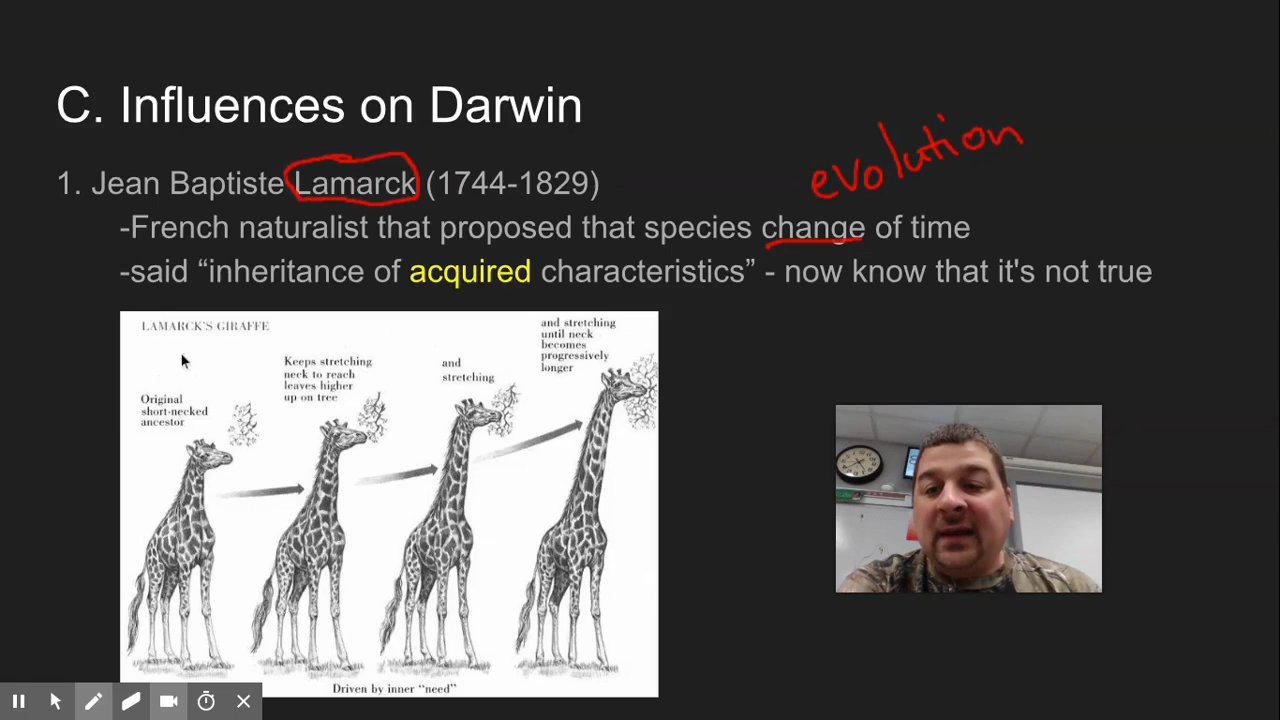 C. Influences on Darwin
evolution
1. Jean Baptiste Lamarck (1744-1829)
-French naturalist that proposed that species change of time
-said “inheritance of acquired characteristics” - now know that it's not true
LAMARCK'S GIRAFFE
Original
short-necked
ancestor
Keeps stretching
neck to reach
leaves higher
up on tree
and
stretching
and stretching
until neck
becomes
progressively
longer
Driven by inner “need”